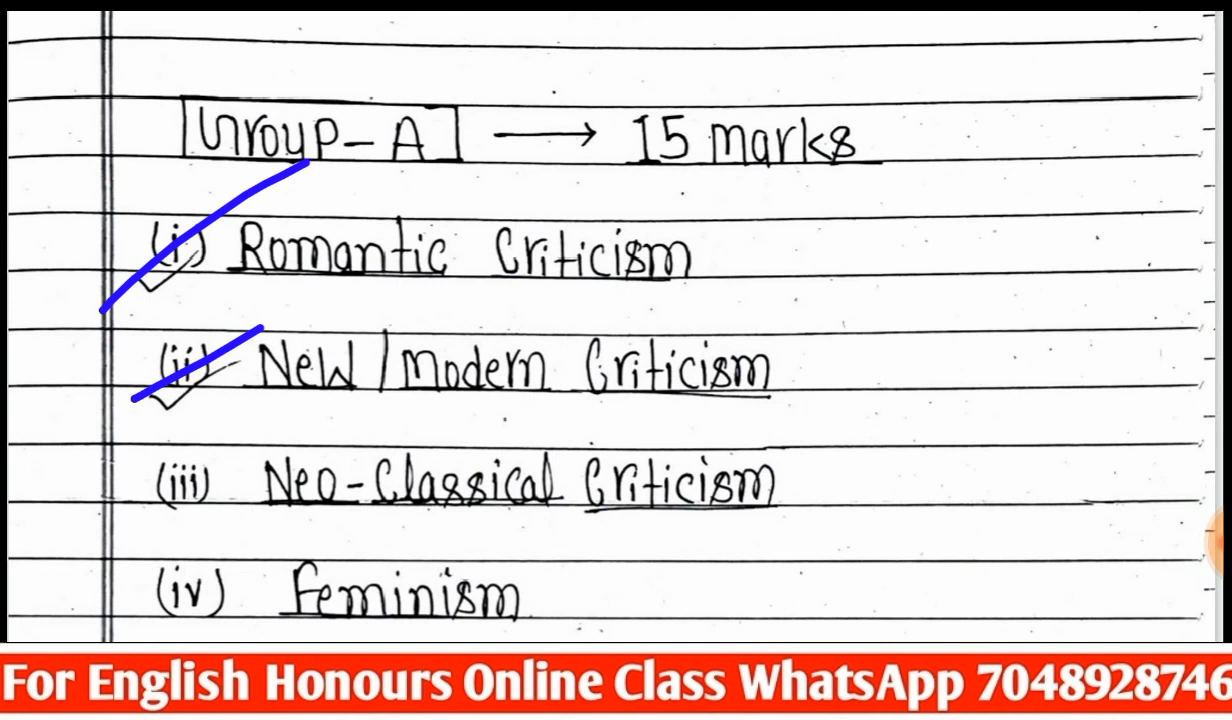 Group-A → 15 marks
(i) Romantic Criticism
(ii) New/Modern Criticism
(iii) Neo-Classical Criticism
(iv) Feminism
For English Honours Online Class WhatsApp 7048928746